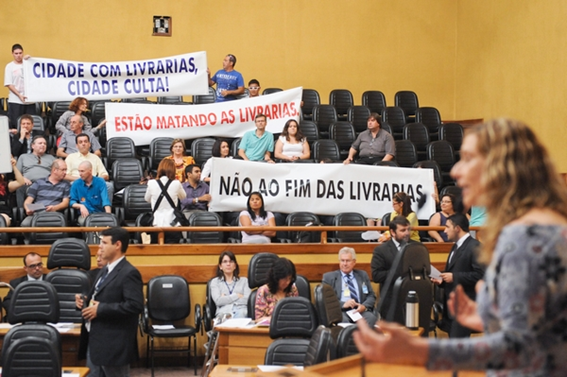 CIDADE COM LIVRARIAS,
CIDADE CULTA!
ESTÃO MATANDO AS LIVRARIAS.
NÃO AO FIM DAS LIVRARIAS